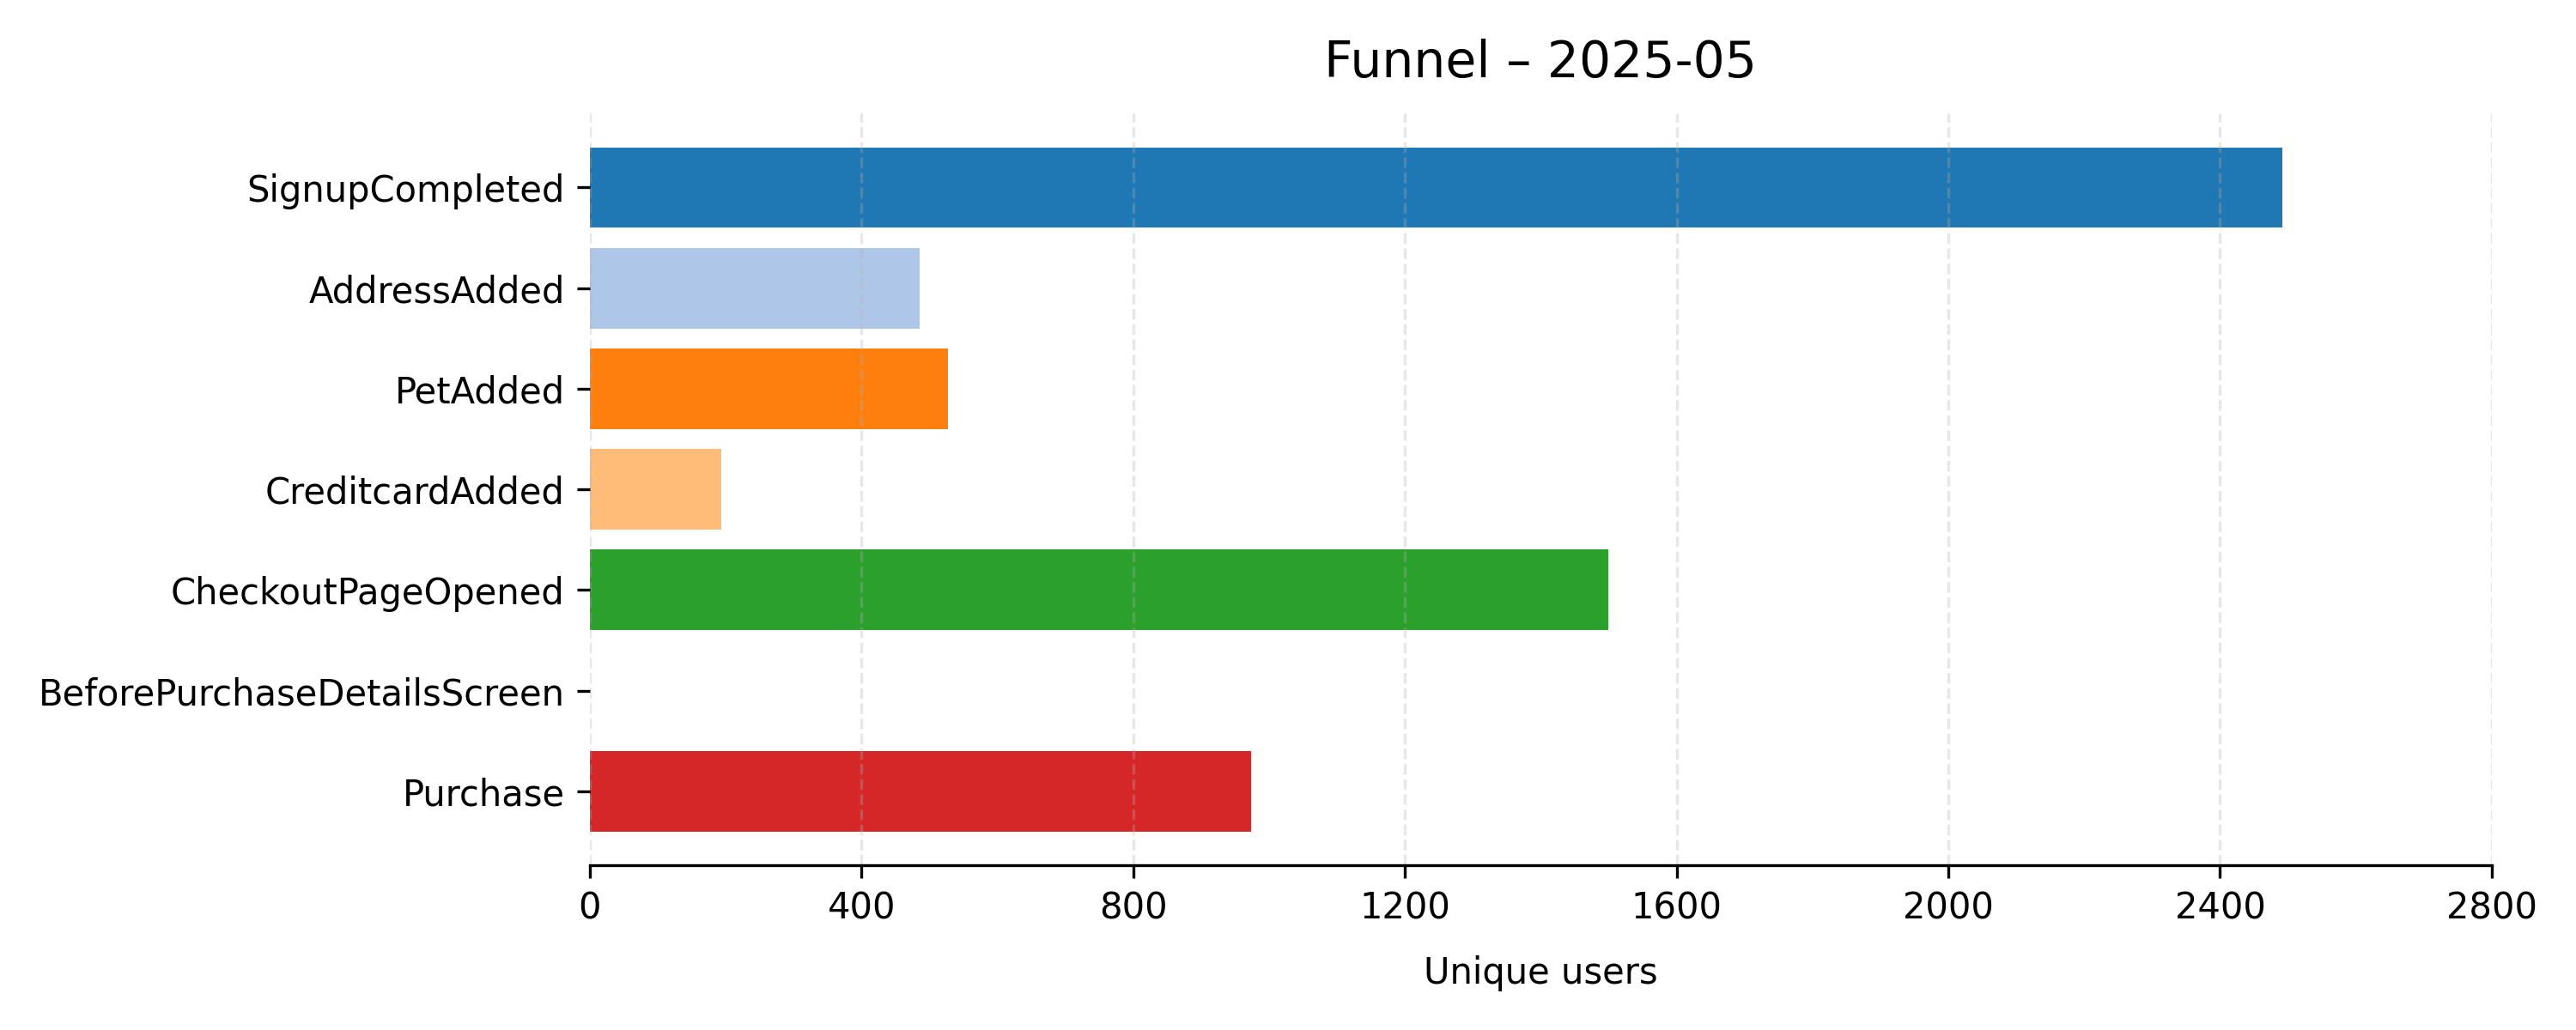 Funnel – 2025-05
SignupCompleted
AddressAdded
PetAdded
CreditcardAdded
CheckoutPageOpened
BeforePurchaseDetailsScreen
Purchase
0 400 800 1200 1600 2000 2400 2800
Unique users